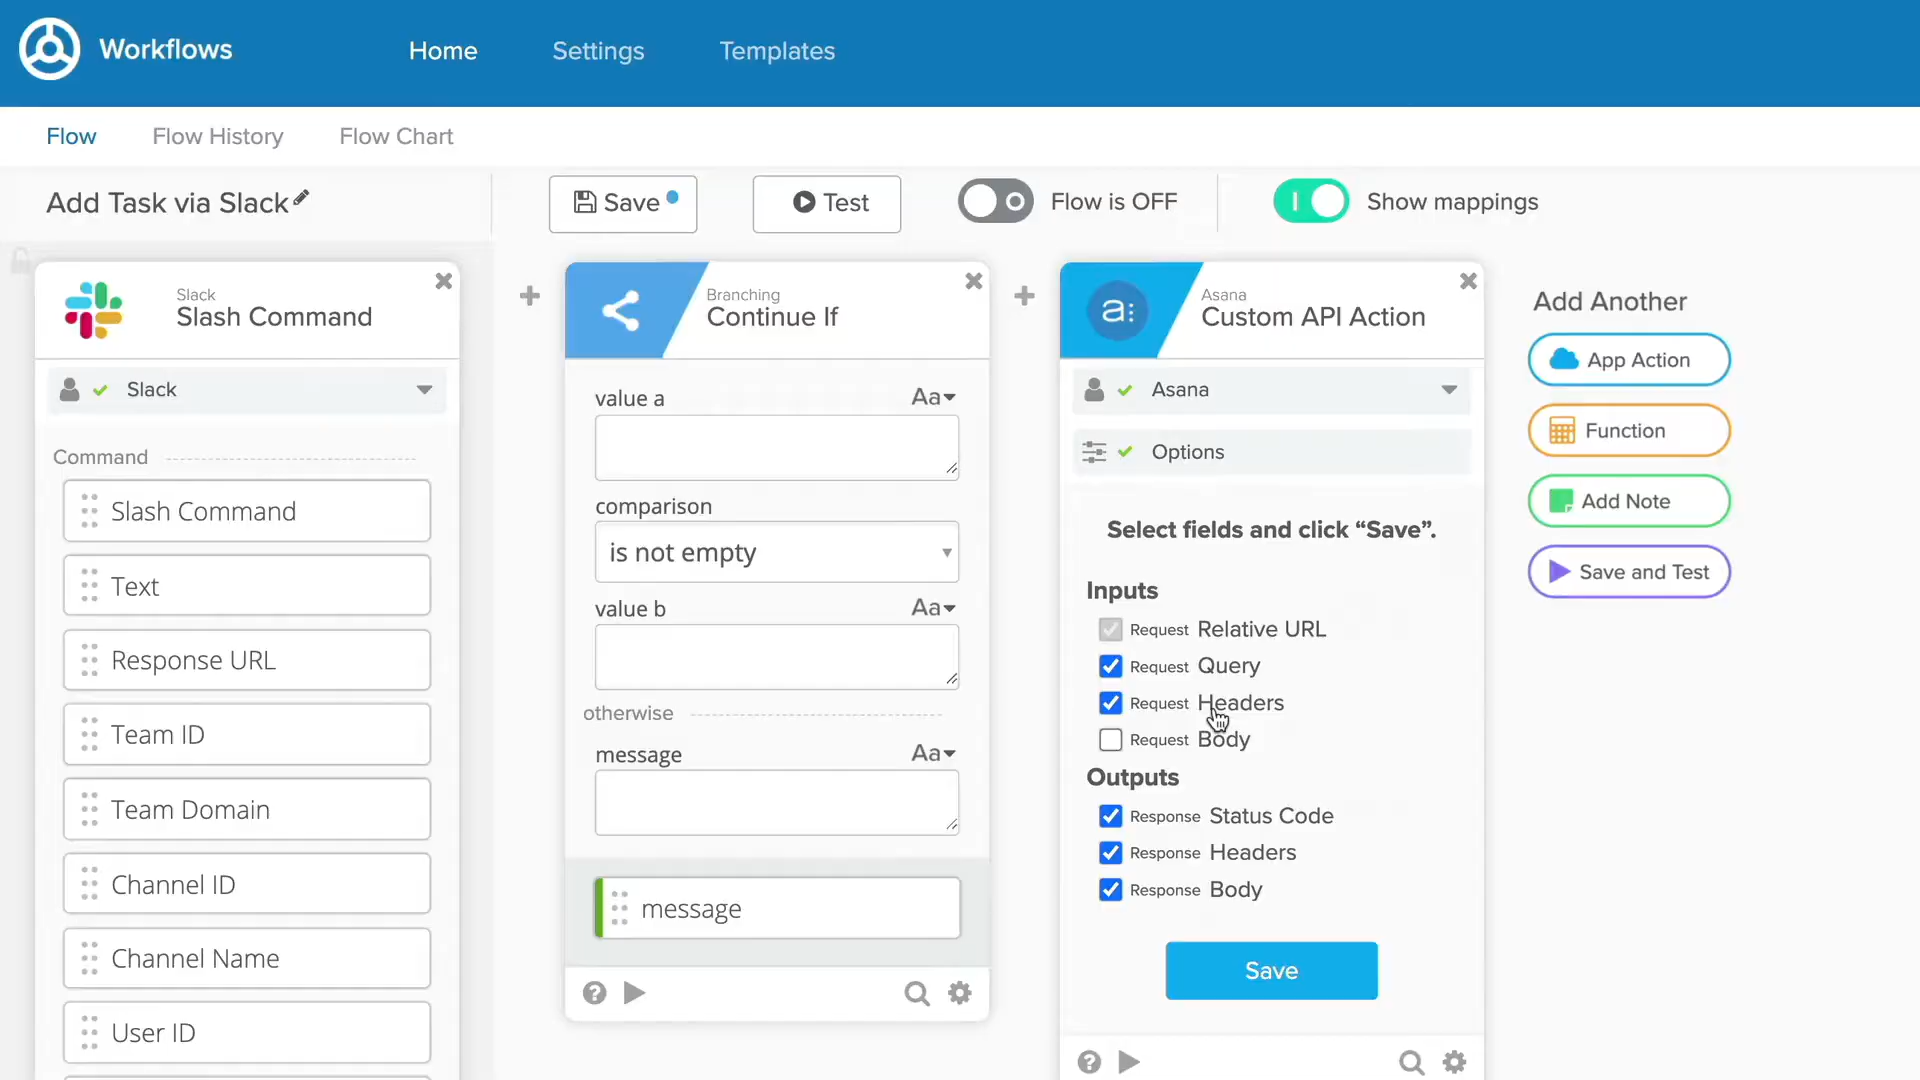 Workflows
Home
Settings
Templates
Flow
Flow History
Flow Chart
Add Task via Slack
Save
Test
Flow is OFF
Show mappings
Slack
Slash Command
Slack
Command
Slash Command
Text
Response URL
Team ID
Team Domain
Channel ID
Channel Name
User ID
Branching
Continue If
value a
Aa
comparison
is not empty
value b
Aa
otherwise
message
Aa
message
a:
Asana
Custom API Action
Asana
Options
Select fields and click “Save”.
Inputs
Request Relative URL
Request Query
Request Headers
Request Body
Outputs
Response Status Code
Response Headers
Response Body
Save
Add Another
App Action
Function
Add Note
Save and Test